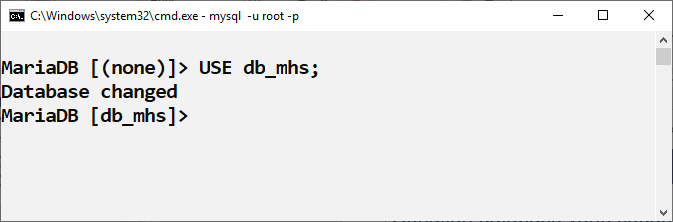 C:\Windows\system32\cmd.exe - mysql  -u root -p
MariaDB [(none)]> USE db_mhs;
Database changed
MariaDB [db_mhs]>